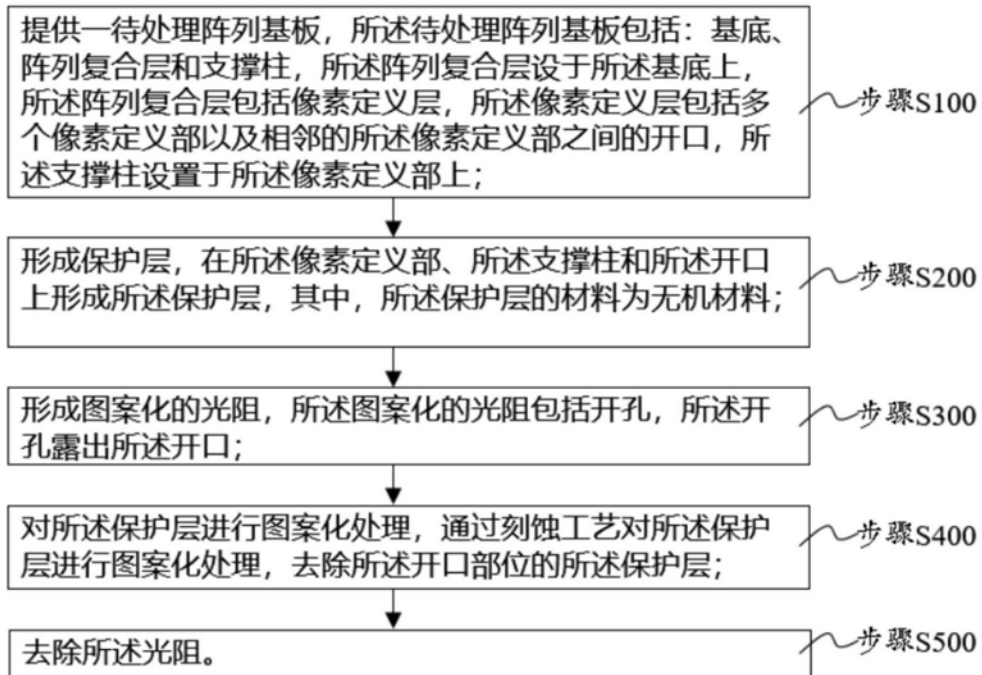 提供一待处理阵列基板，所述待处理阵列基板包括：基底、
阵列复合层和支撑柱，所述阵列复合层设于所述基底上，
所述阵列复合层包括像素定义层，所述像素定义层包括多
个像素定义部以及相邻的所述像素定义部之间的开口，所
述支撑柱设置于所述像素定义部上；
步骤S100
形成保护层，在所述像素定义部、所述支撑柱和所述开口
上形成所述保护层，其中，所述保护层的材料为无机材料；
步骤S200
形成图案化的光阻，所述图案化的光阻包括开孔，所述开
孔露出所述开口；
步骤S300
对所述保护层进行图案化处理，通过刻蚀工艺对所述保护
层进行图案化处理，去除所述开口部位的所述保护层；
步骤S400
去除所述光阻。
步骤S500